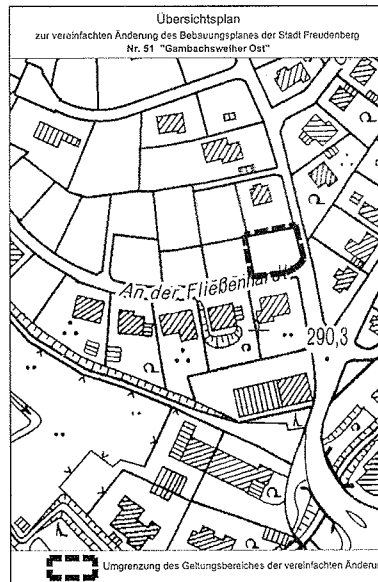 Übersichtsplan
zur vereinfachten Änderung des Bebauungsplanes der Stadt Freudenberg
Nr. 51 "Gambachsweiher Ost"
An der Fließenhardt
290,3
Umgrenzung des Geltungsbereiches der vereinfachten Änderu